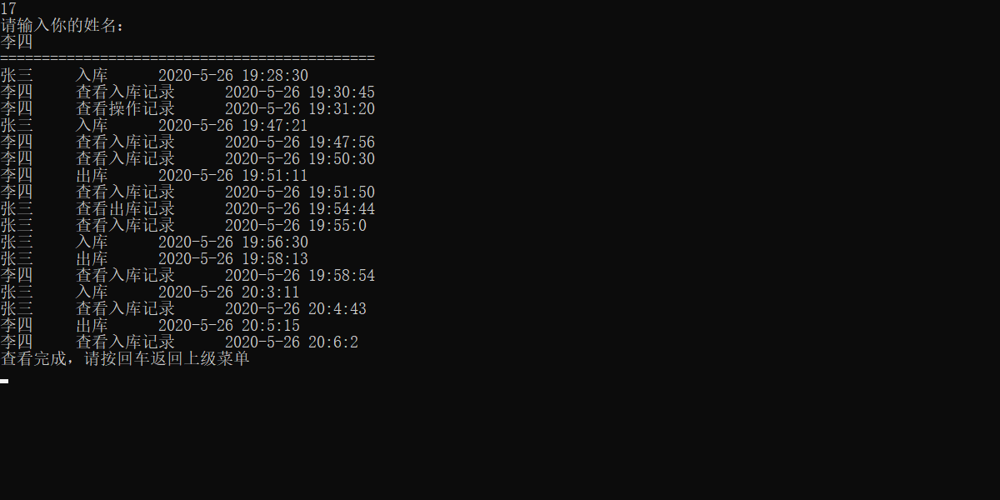 17
请输入你的姓名：
李四
=============================================
张三     入库      2020-5-26 19:28:30
李四     查看入库记录      2020-5-26 19:30:45
李四     查看操作记录      2020-5-26 19:31:20
张三     入库      2020-5-26 19:47:21
李四     查看入库记录      2020-5-26 19:47:56
李四     查看入库记录      2020-5-26 19:50:30
李四     出库      2020-5-26 19:51:11
李四     查看入库记录      2020-5-26 19:51:50
张三     查看出库记录      2020-5-26 19:54:44
张三     查看入库记录      2020-5-26 19:55:0
张三     入库      2020-5-26 19:56:30
张三     出库      2020-5-26 19:58:13
李四     查看入库记录      2020-5-26 19:58:54
张三     入库      2020-5-26 20:3:11
张三     查看入库记录      2020-5-26 20:4:43
李四     出库      2020-5-26 20:5:15
李四     查看入库记录      2020-5-26 20:6:2
查看完成，请按回车返回上级菜单